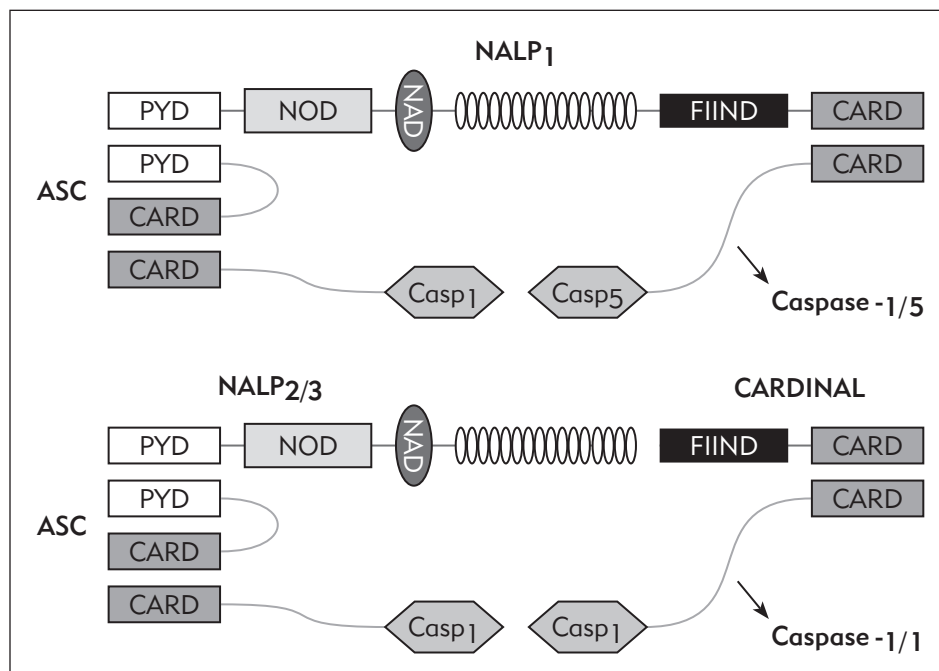 NALP1
PYD NOD NAD FIIND CARD
PYD CARD
ASC
CARD
CARD
Casp1 Casp5
Caspase -1/5
NALP2/3 CARDINAL
PYD NOD NAD FIIND CARD
PYD CARD
ASC
CARD
CARD
Casp1 Casp1
Caspase -1/1